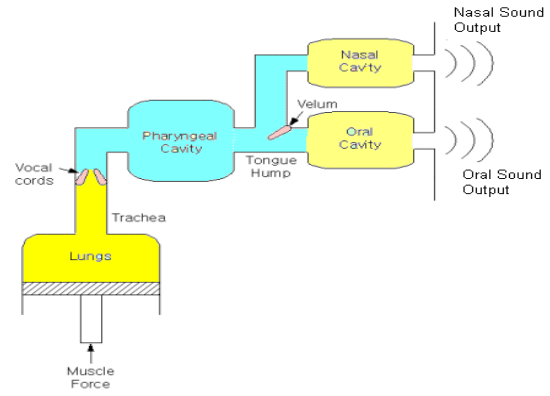 Nasal Sound
Output
Nasal
Cavity
Velum
Pharyngeal
Cavity
Oral
Cavity
Tongue
Hump
Vocal
cords
Oral Sound
Output
Trachea
Lungs
Muscle
Force